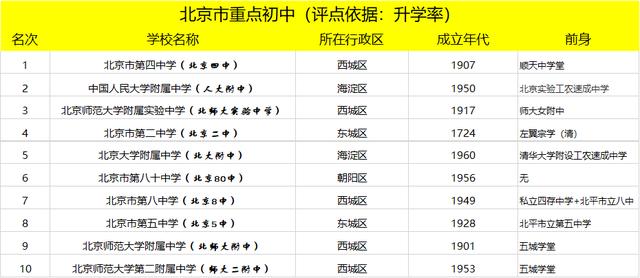 北京市重点初中（评点依据：升学率）
名次 学校名称 所在行政区 成立年代 前身
1 北京市第四中学（北京四中） 西城区 1907 顺天中学堂
2 中国人民大学附属中学（人大附中） 海淀区 1950 北京实验工农速成中学
3 北京师范大学附属实验中学（北师大实验中学） 西城区 1917 师大女附中
4 北京市第二中学（北京二中） 东城区 1724 左翼宗学（清）
5 北京大学附属中学（北大附中） 海淀区 1960 清华大学附设工农速成中学
6 北京市第八十中学（北京80中） 朝阳区 1956 无
7 北京市第八中学（北京8中） 西城区 1949 私立四存中学+北平市立八中
8 北京市第五中学（北京5中） 东城区 1928 北平市立第五中学
9 北京师范大学附属中学（北师大附中） 西城区 1901 五城学堂
10 北京师范大学第二附属中学（师大二附中） 西城区 1953 五城学堂